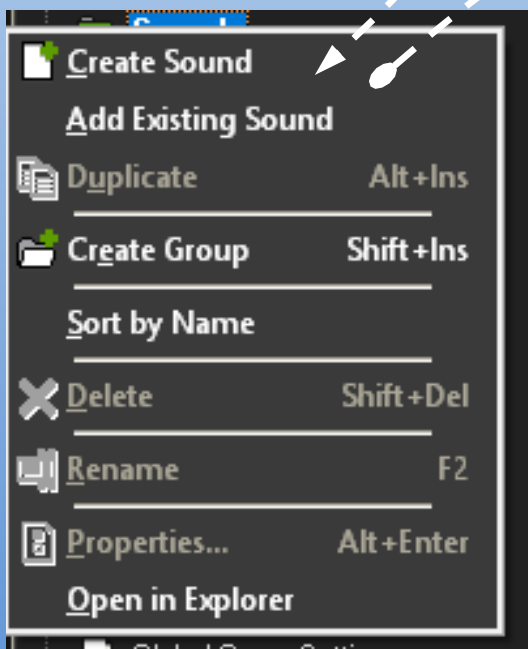 Create Sound
Add Existing Sound
Duplicate Alt+Ins
Create Group Shift+Ins
Sort by Name
Delete Shift+Del
Rename F2
Properties... Alt+Enter
Open in Explorer